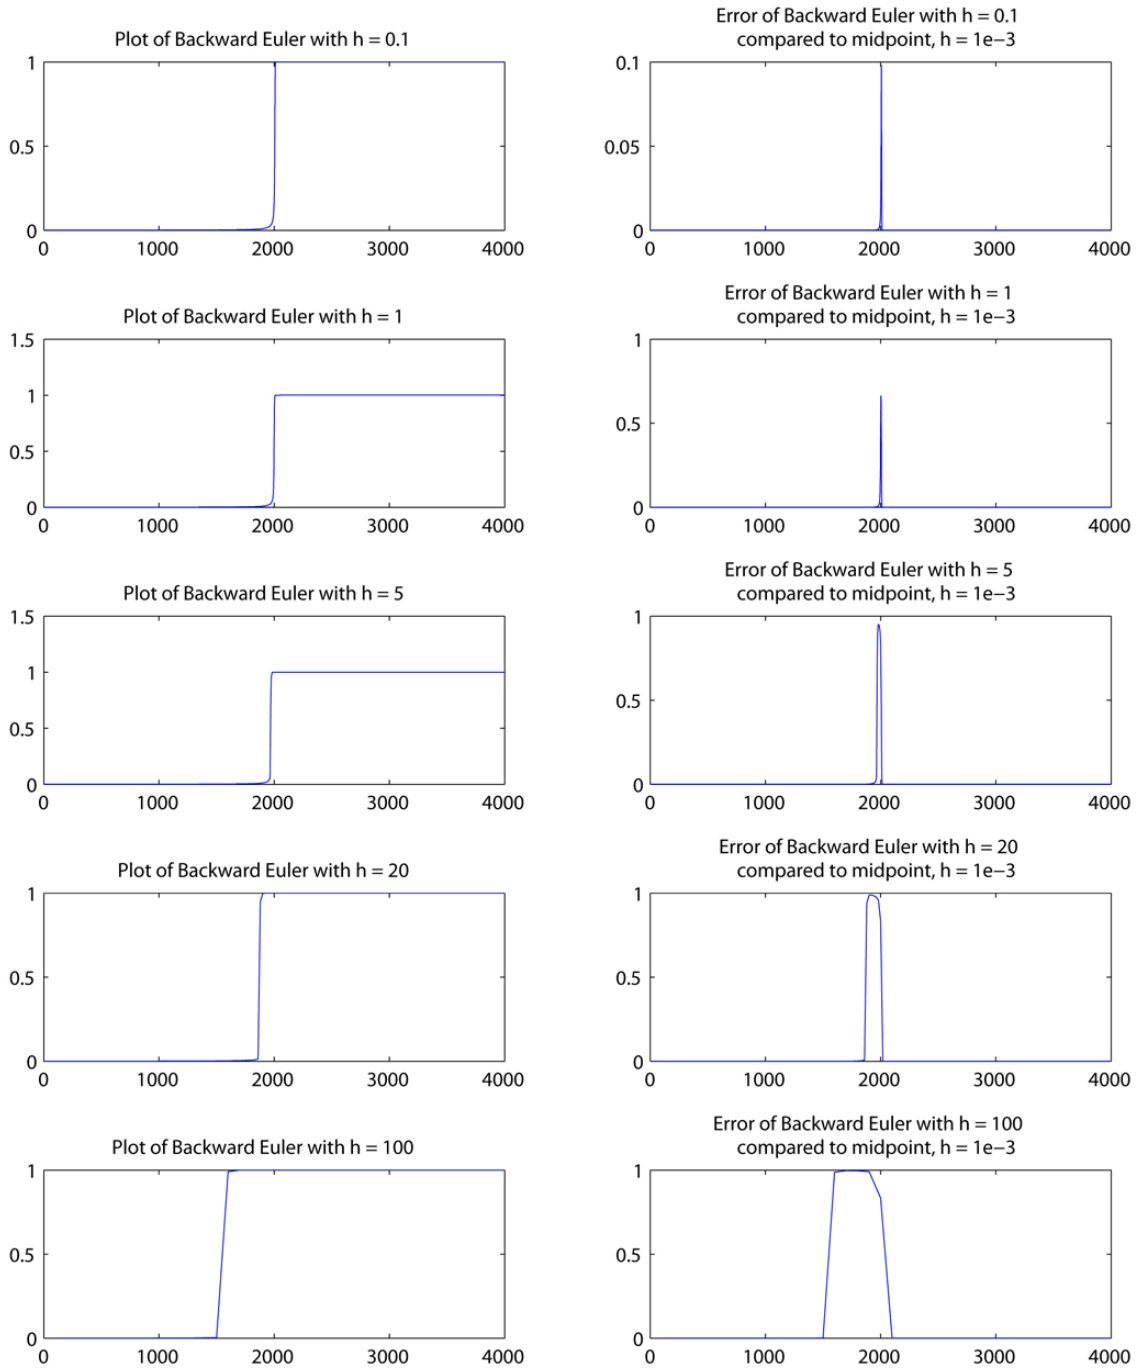 Plot of Backward Euler with h = 0.1
1
0.5
0
0 1000 2000 3000 4000
Error of Backward Euler with h = 0.1
compared to midpoint, h = 1e−3
0.1
0.05
0
0 1000 2000 3000 4000
Plot of Backward Euler with h = 1
1.5
1
0.5
0
0 1000 2000 3000 4000
Error of Backward Euler with h = 1
compared to midpoint, h = 1e−3
1
0.5
0
0 1000 2000 3000 4000
Plot of Backward Euler with h = 5
1.5
1
0.5
0
0 1000 2000 3000 4000
Error of Backward Euler with h = 5
compared to midpoint, h = 1e−3
1
0.5
0
0 1000 2000 3000 4000
Plot of Backward Euler with h = 20
1
0.5
0
0 1000 2000 3000 4000
Error of Backward Euler with h = 20
compared to midpoint, h = 1e−3
1
0.5
0
0 1000 2000 3000 4000
Plot of Backward Euler with h = 100
1
0.5
0
0 1000 2000 3000 4000
Error of Backward Euler with h = 100
compared to midpoint, h = 1e−3
1
0.5
0
0 1000 2000 3000 4000